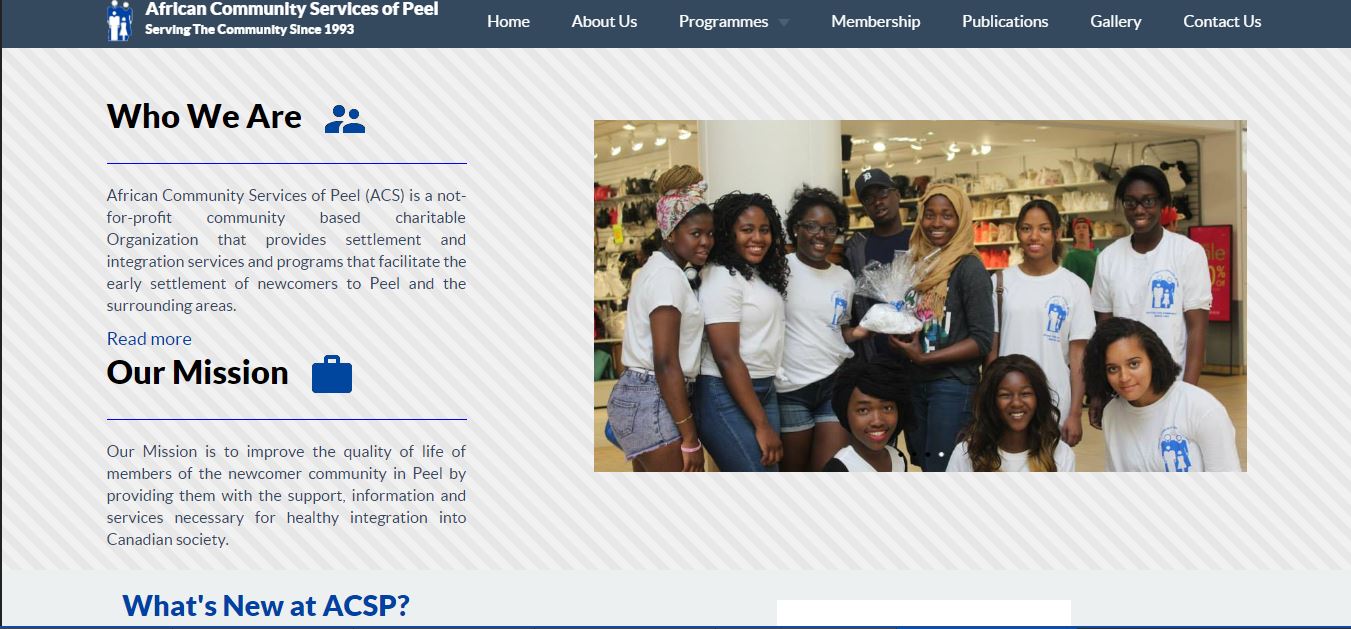 African Community Services of Peel
Serving The Community Since 1993
Home About Us Programmes Membership Publications Gallery Contact Us
Who We Are
African Community Services of Peel (ACS) is a not-
for-profit community based charitable
Organization that provides settlement and
integration services and programs that facilitate the
early settlement of newcomers to Peel and the
surrounding areas.
Read more
Our Mission
Our Mission is to improve the quality of life of
members of the newcomer community in Peel by
providing them with the support, information and
services necessary for healthy integration into
Canadian society.
What's New at ACSP?